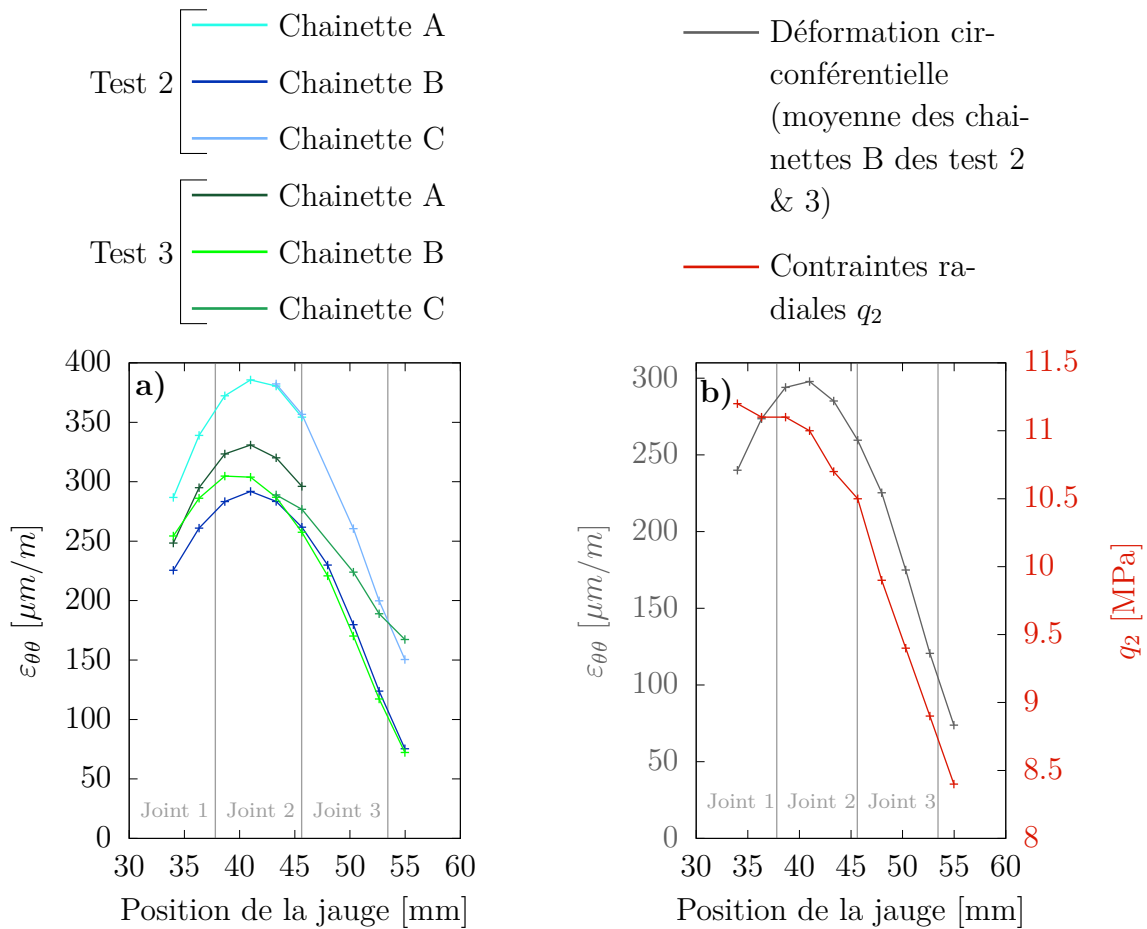 Test 2
Chainette A
Chainette B
Chainette C
Test 3
Chainette A
Chainette B
Chainette C
Déformation cir-
conférentielle
(moyenne des chai-
nettes B des test 2
& 3)
Contraintes ra-
diales q₂
a)
400
350
300
250
200
150
100
50
0
εθθ [μm/m]
Joint 1
Joint 2
Joint 3
30 35 40 45 50 55 60
Position de la jauge [mm]
b)
300
250
200
150
100
50
0
εθθ [μm/m]
Joint 1
Joint 2
Joint 3
11.5
11
10.5
10
9.5
9
8.5
8
q₂ [MPa]
30 35 40 45 50 55 60
Position de la jauge [mm]